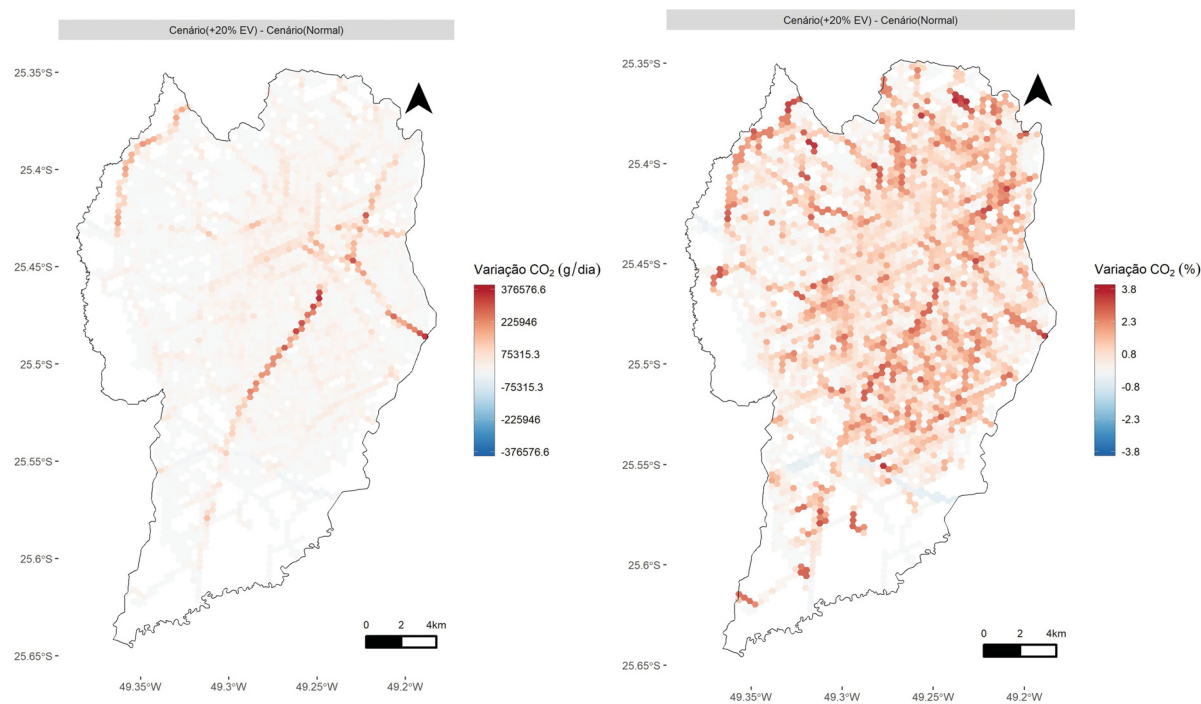 Cenário(+20% EV) - Cenário(Normal)
25.35°S
25.4°S
25.45°S
25.5°S
25.55°S
25.6°S
25.65°S
49.35°W
49.3°W
49.25°W
49.2°W
0 2 4km
Variação CO₂ (g/dia)
376576.6
225946
75315.3
-75315.3
-225946
-376576.6
Cenário(+20% EV) - Cenário(Normal)
25.35°S
25.4°S
25.45°S
25.5°S
25.55°S
25.6°S
25.65°S
49.35°W
49.3°W
49.25°W
49.2°W
0 2 4km
Variação CO₂ (%)
3.8
2.3
0.8
-0.8
-2.3
-3.8